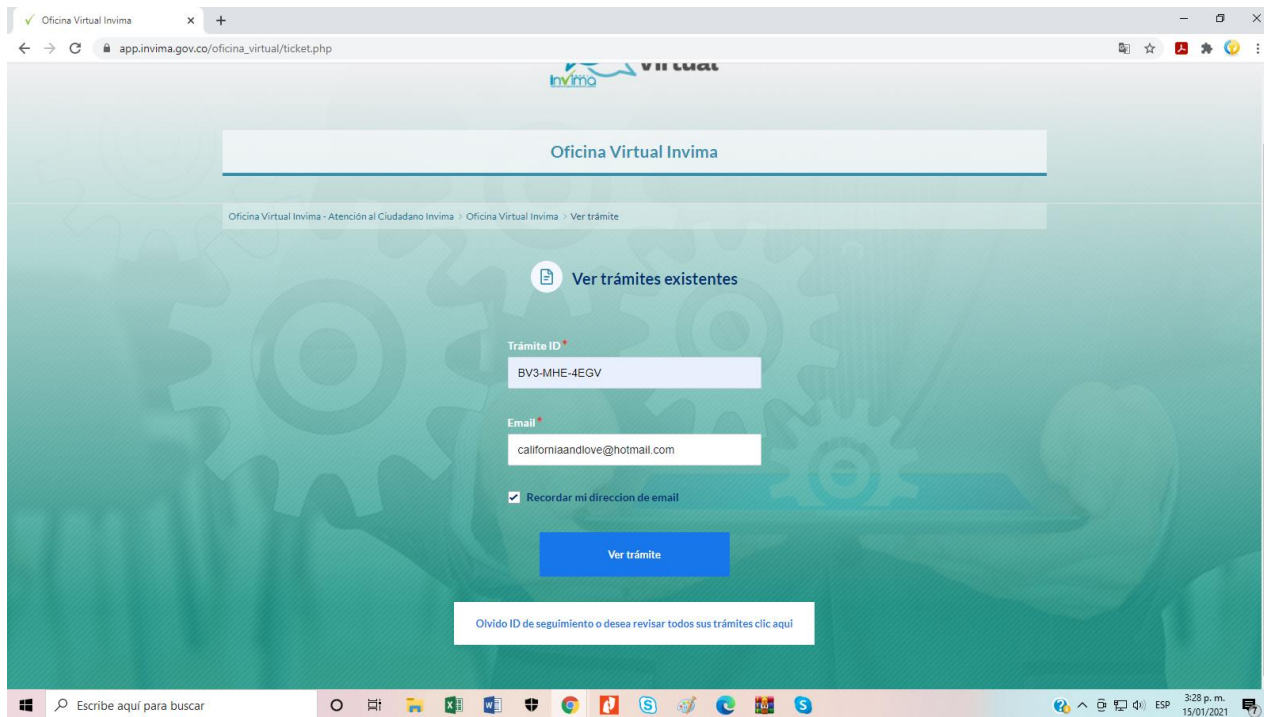 Oficina Virtual Invima
app.invima.gov.co/oficina_virtual/ticket.php
invima
Virtual
Oficina Virtual Invima
Oficina Virtual Invima - Atención al Ciudadano Invima > Oficina Virtual Invima > Ver trámite
Ver trámites existentes
Trámite ID*
BV3-MHE-4EGV
Email*
californiaandlove@hotmail.com
Recordar mi direccion de email
Ver trámite
Olvido ID de seguimiento o desea revisar todos sus trámites clic aqui
Escribe aquí para buscar
ESP
3:28 p. m.
15/01/2021